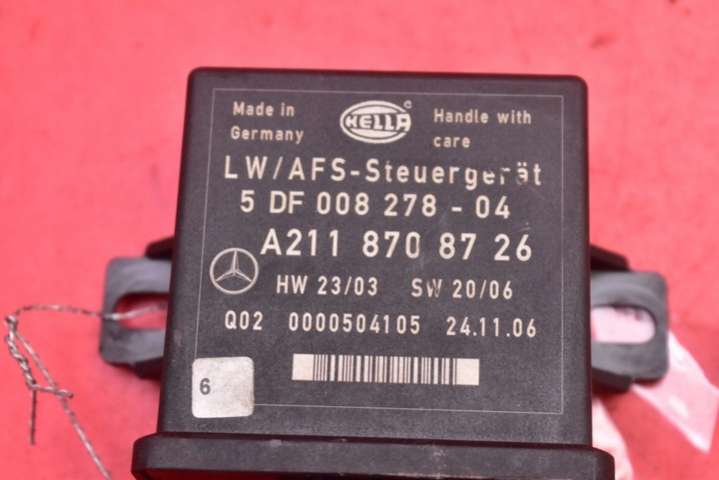 Made in
Germany
HELLA
©
Handle with
care
LW/AFS-Steuergerät
5 DF 008 278 - 04
A211 870 87 26
HW 23/03 SW 20/06
Q02 0000504105 24.11.06
6